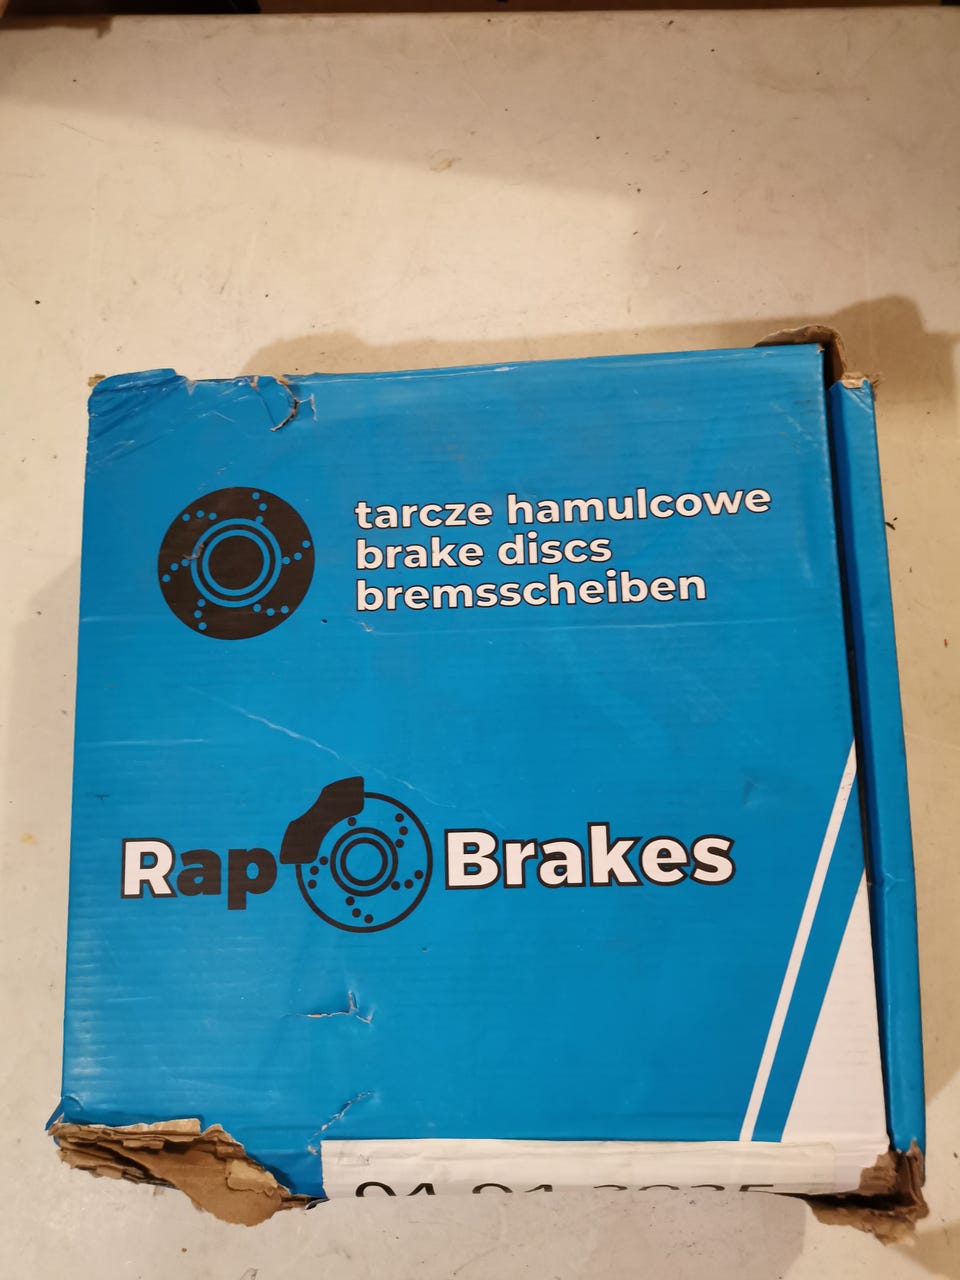 tarcze hamulcowe
brake discs
bremsscheiben
Rap Brakes